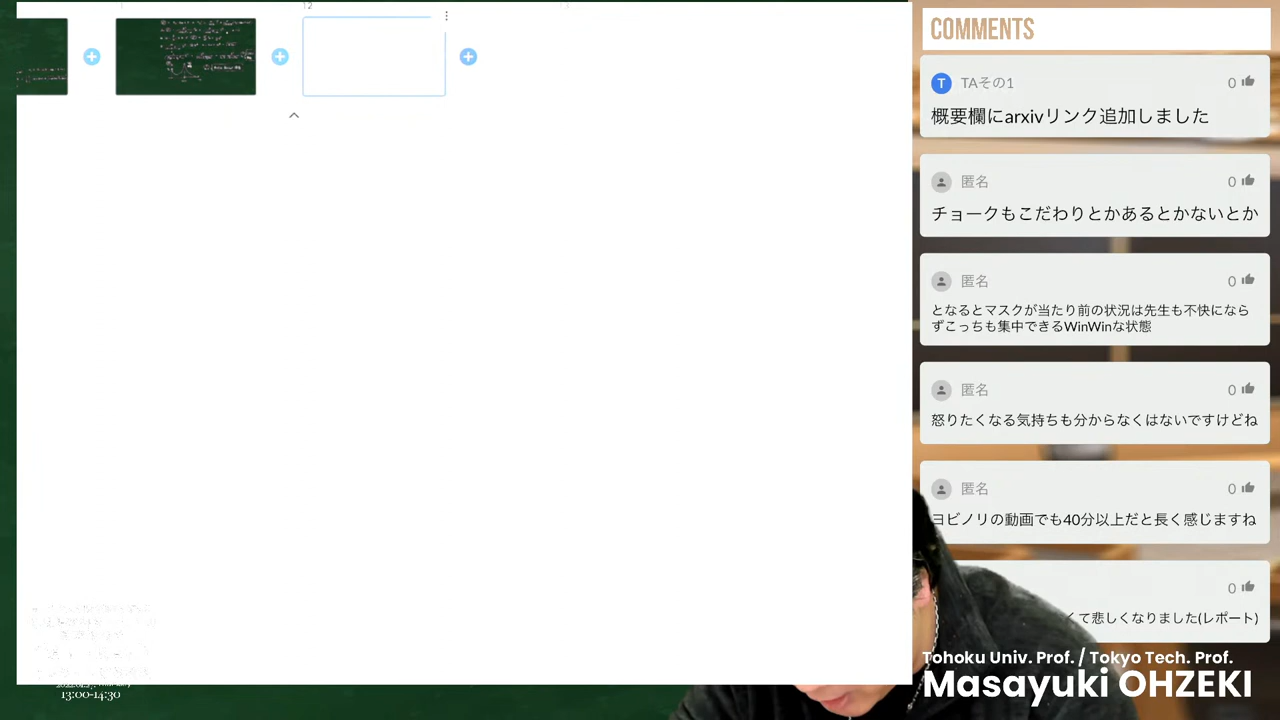 12
13
COMMENTS
T TAその1 0
概要欄にarxivリンク追加しました
匿名 0
チョークもこだわりとかあるとかないとか
匿名 0
となるとマスクが当たり前の状況は先生も不快になら
ずこっちも集中できるWinWinな状態
匿名 0
怒りたくなる気持ちも分からなくはないですけどね
匿名 0
ヨビノリの動画でも40分以上だと長く感じますね
0
くて悲しくなりました(レポート)
Tohoku Univ. Prof. / Tokyo Tech. Prof.
Masayuki OHZEKI
13:00-14:30